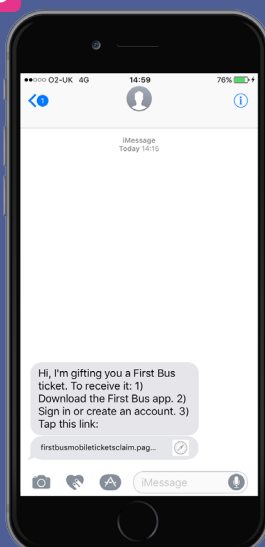 O2-UK 4G 14:59 76%
1
iMessage
Today 14:15
Hi, I'm gifting you a First Bus
ticket. To receive it: 1)
Download the First Bus app. 2)
Sign in or create an account. 3)
Tap this link:
firstbusmobileticketsclaim.pag...
iMessage